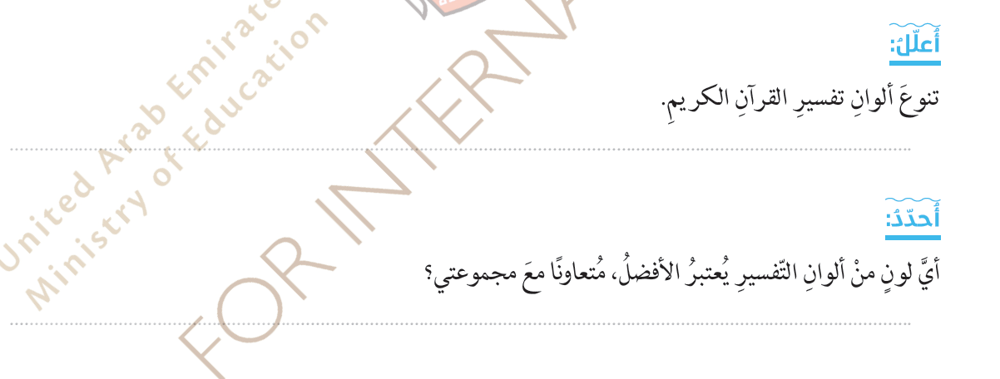 أُعلّلُ:
تنوعَ ألوانِ تفسيرِ القرآنِ الكريمِ.
أُحدّدُ:
أيَّ لونٍ منْ ألوانِ التّفسيرِ يُعتبرُ الأفضلُ، مُتعاونًا معَ مجموعتي؟
United Arab Emirate
Ministry of Education
FOR INTERNA